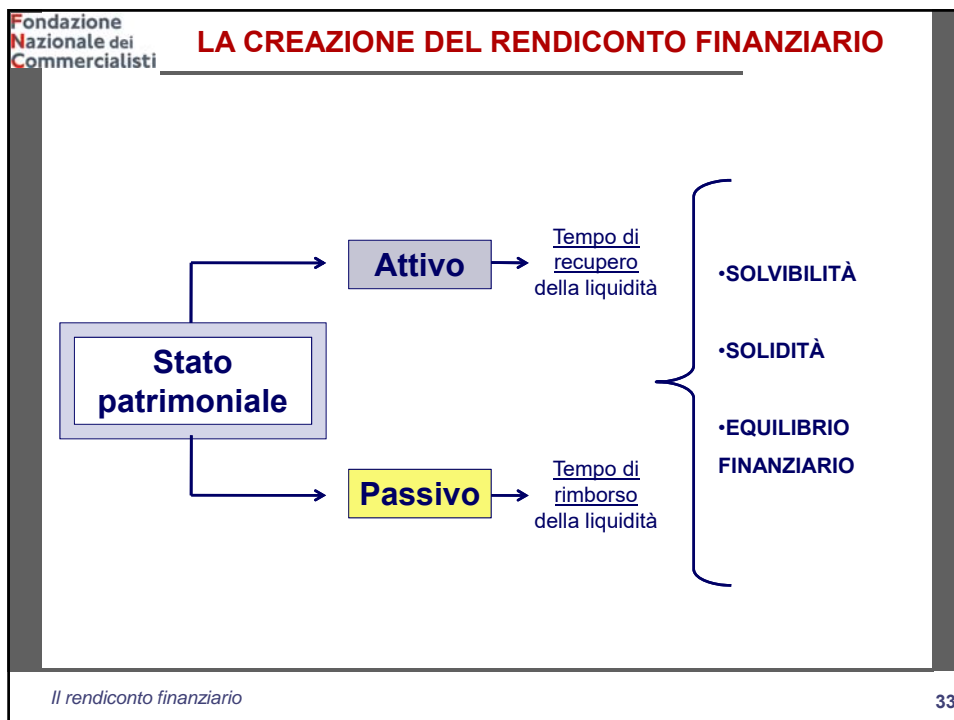 Fondazione
Nazionale dei
Commercialisti
LA CREAZIONE DEL RENDICONTO FINANZIARIO
Stato
patrimoniale
Attivo
Tempo di
recupero
della liquidità
Passivo
Tempo di
rimborso
della liquidità
•SOLVIBILITÀ
•SOLIDITÀ
•EQUILIBRIO
FINANZIARIO
Il rendiconto finanziario
33